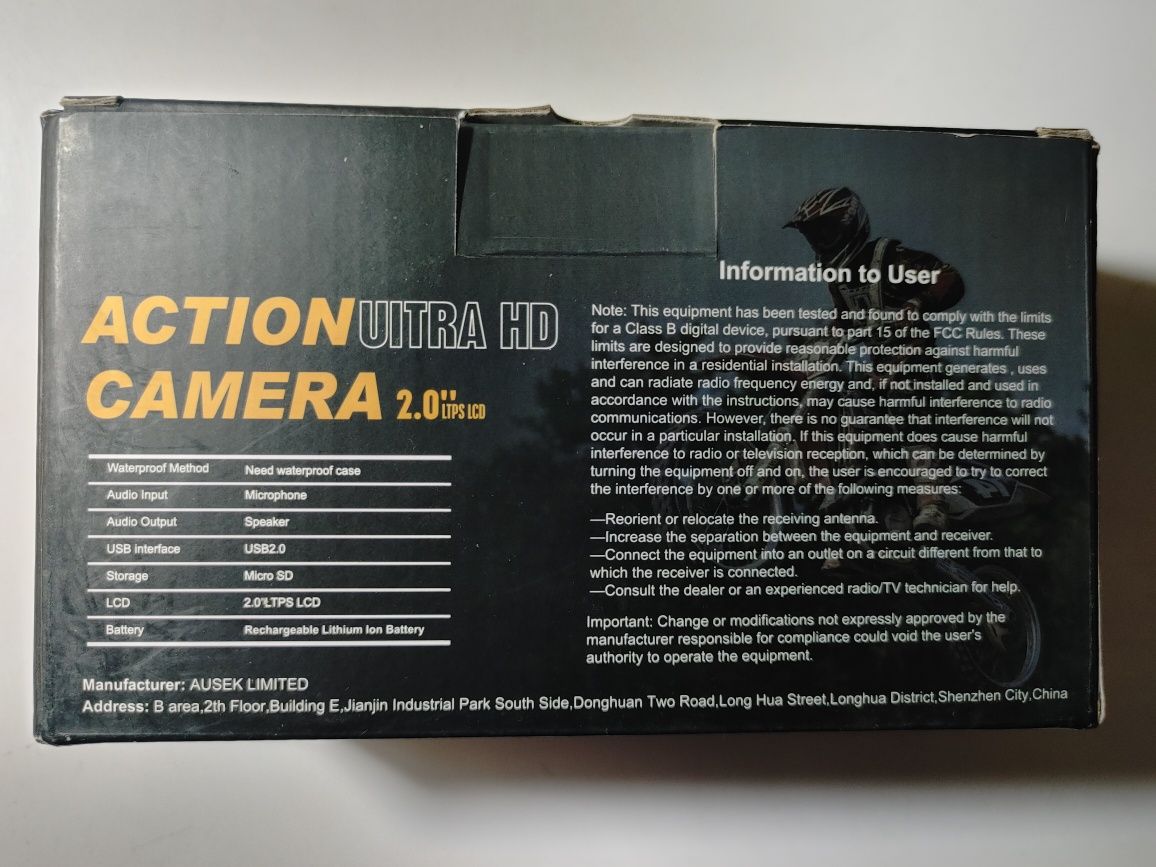 ACTION UITRA HD
CAMERA 2.0" LTPS LCD
Waterproof Method Need waterproof case
Audio Input Microphone
Audio Output Speaker
USB interface USB2.0
Storage Micro SD
LCD 2.0"LTPS LCD
Battery Rechargeable Lithium Ion Battery
Information to User
Note: This equipment has been tested and found to comply with the limits
for a Class B digital device, pursuant to part 15 of the FCC Rules. These
limits are designed to provide reasonable protection against harmful
interference in a residential installation. This equipment generates , uses
and can radiate radio frequency energy and, if not installed and used in
accordance with the instructions, may cause harmful interference to radio
communications. However, there is no guarantee that interference will not
occur in a particular installation. If this equipment does cause harmful
interference to radio or television reception, which can be determined by
turning the equipment off and on, the user is encouraged to try to correct
the interference by one or more of the following measures:
—Reorient or relocate the receiving antenna.
—Increase the separation between the equipment and receiver.
—Connect the equipment into an outlet on a circuit different from that to
which the receiver is connected.
—Consult the dealer or an experienced radio/TV technician for help.
Important: Change or modifications not expressly approved by the
manufacturer responsible for compliance could void the user's
authority to operate the equipment.
Manufacturer: AUSEK LIMITED
Address: B area,2th Floor,Building E,Jianjin Industrial Park South Side,Donghuan Two Road,Long Hua Street,Longhua District,Shenzhen City,China